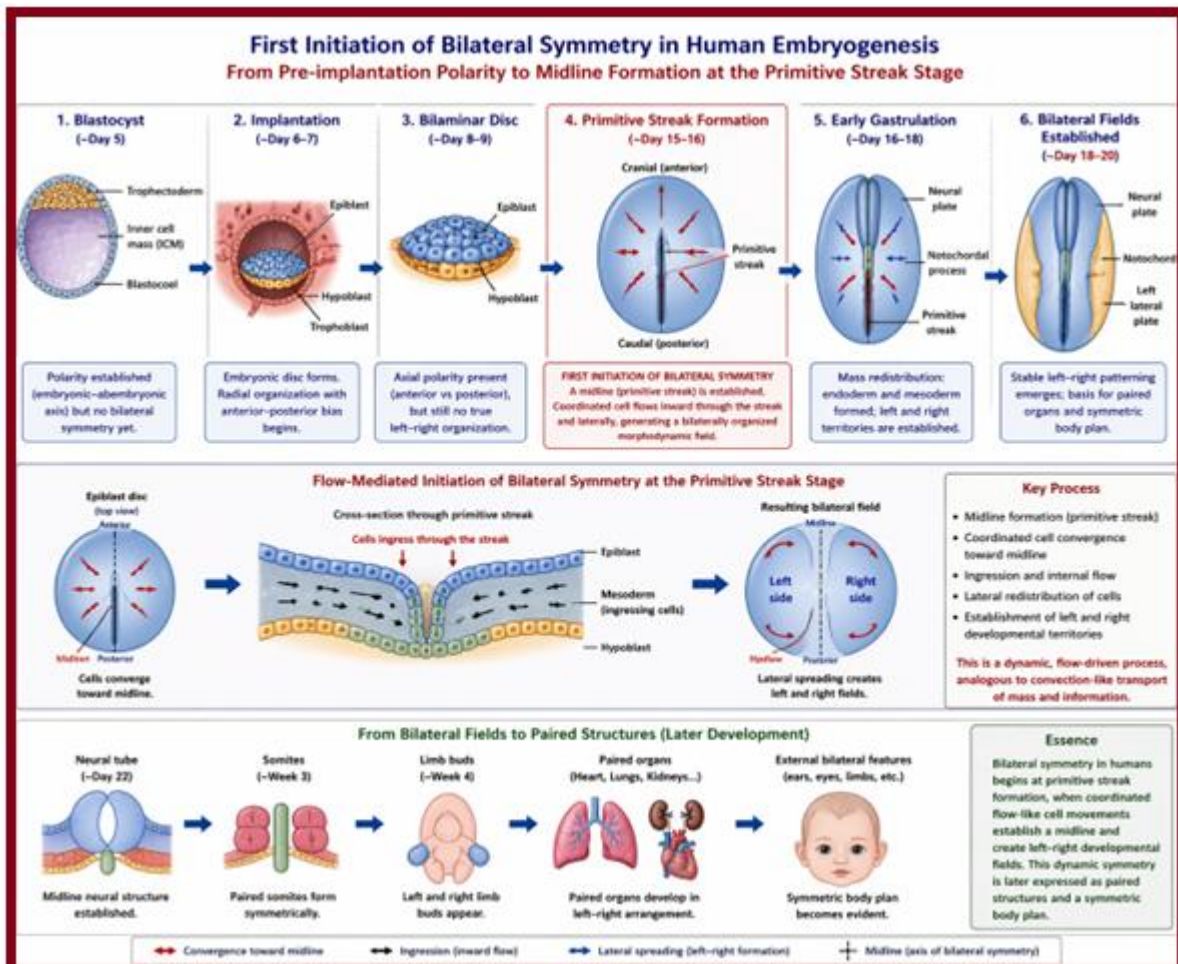 First Initiation of Bilateral Symmetry in Human Embryogenesis
From Pre-implantation Polarity to Midline Formation at the Primitive Streak Stage
1. Blastocyst
(~Day 5)
Trophectoderm
Inner cell
mass (ICM)
Blastocoel
Polarity established
(embryonic–abembryonic
axis) but no bilateral
symmetry yet.
2. Implantation
(~Day 6–7)
Epiblast
Hypoblast
Trophoblast
Embryonic disc forms.
Radial organization with
anterior–posterior bias
begins.
3. Bilaminar Disc
(~Day 8–9)
Epiblast
Hypoblast
Axial polarity present
(anterior vs posterior),
but still no true
left–right organization.
4. Primitive Streak Formation
(~Day 15–16)
Cranial (anterior)
Primitive
streak
Caudal (posterior)
FIRST INITIATION OF BILATERAL SYMMETRY
A midline (primitive streak) is established.
Coordinated cell flows inward through the streak
and laterally, generating a bilaterally organized
morphodynamic field.
5. Early Gastrulation
(~Day 16–18)
Neural
plate
Notochordal
process
Primitive
streak
Mass redistribution:
endoderm and mesoderm
formed; left and right
territories are established.
6. Bilateral Fields
Established
(~Day 18–20)
Neural
plate
Notochord
Left
lateral
plate
Stable left–right patterning
emerges; basis for paired
organs and symmetric
body plan.
Flow-Mediated Initiation of Bilateral Symmetry at the Primitive Streak Stage
Epiblast disc
(top view)
Anterior
Posterior
Cells converge
toward midline.
Cross-section through primitive streak
Cells ingress through the streak
Epiblast
Mesoderm
(ingressing cells)
Hypoblast
Resulting bilateral field
Midline
Left
side
Right
side
Posterior
Lateral spreading creates
left and right fields.
Key Process
• Midline formation (primitive streak)
• Coordinated cell convergence
toward midline
• Ingression and internal flow
• Lateral redistribution of cells
• Establishment of left and right
developmental territories
This is a dynamic, flow-driven process,
analogous to convection-like transport
of mass and information.
From Bilateral Fields to Paired Structures (Later Development)
Neural tube
(~Day 22)
Midline neural structure
established.
Somites
(~Week 3)
Paired somites form
symmetrically.
Limb buds
(~Week 4)
Left and right limb
buds appear.
Paired organs
(Heart, Lungs, Kidneys...)
Paired organs develop in
left-right arrangement.
External bilateral features
(ears, eyes, limbs, etc.)
Symmetric body plan
becomes evident.
Essence
Bilateral symmetry in humans
begins at primitive streak
formation, when coordinated
flow-like cell movements
establish a midline and
create left-right developmental
fields. This dynamic symmetry
is later expressed as paired
structures and a symmetric
body plan.
Convergence toward midline
Ingression (inward flow)
Lateral spreading (left-right formation)
Midline (axis of bilateral symmetry)